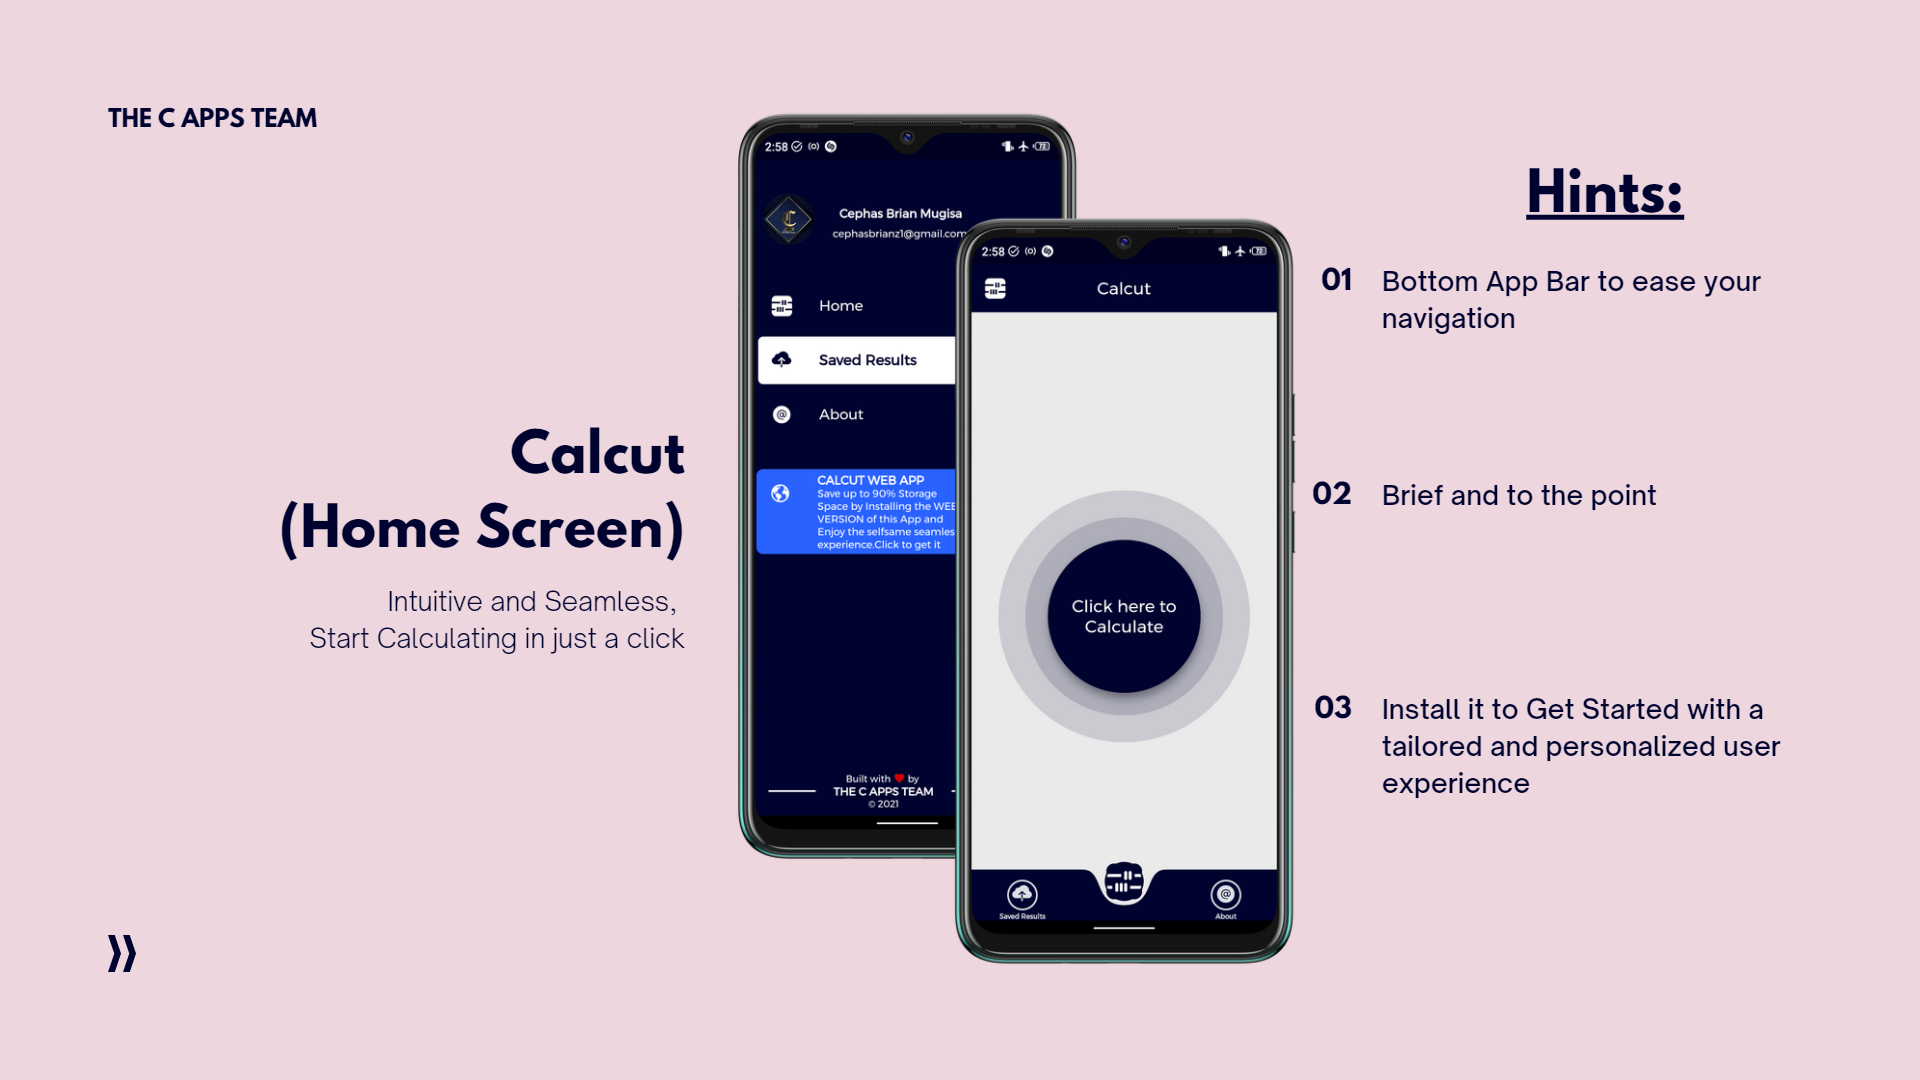 THE C APPS TEAM
Calcut
(Home Screen)
Intuitive and Seamless,
Start Calculating in just a click
2:58
72
Cephas Brian Mugisa
cephasbrianz1@gmail.com
Home
Saved Results
About
CALCUT WEB APP
Save up to 90% Storage
Space by Installing the WEB
VERSION of this App and
Enjoy the selfsame seamles
experience.Click to get it
Built with ❤ by
THE C APPS TEAM
© 2021
2:58
72
Calcut
Click here to
Calculate
Saved Results
About
Hints:
01 Bottom App Bar to ease your
navigation
02 Brief and to the point
03 Install it to Get Started with a
tailored and personalized user
experience